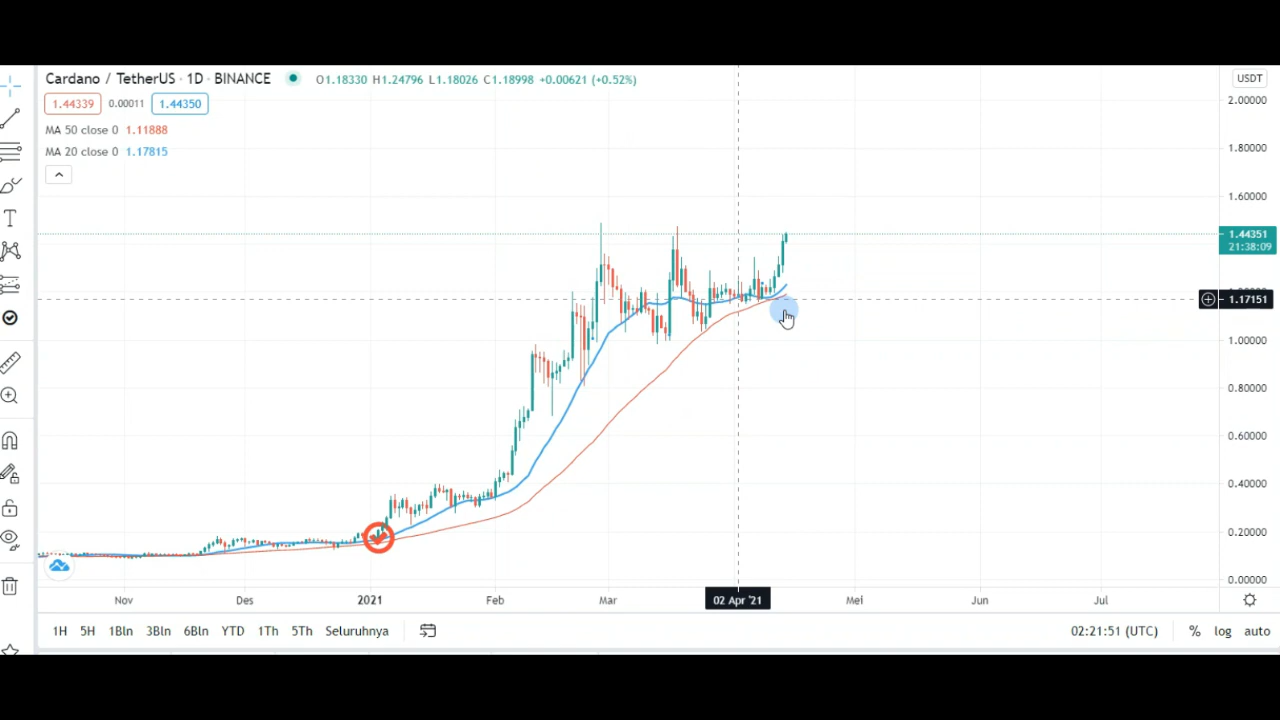 Cardano / TetherUS · 1D · BINANCE O1.18330 H1.24796 L1.18026 C1.18998 +0.00621 (+0.52%)
USDT
1.44339 0.00011 1.44350
MA 50 close 0 1.11888
MA 20 close 0 1.17815
2.00000
1.80000
1.60000
1.44351
21:38:09
1.17151
1.00000
0.80000
0.60000
0.40000
0.20000
0.00000
Nov Des 2021 Feb Mar 02 Apr '21 Mei Jun Jul
1H 5H 1Bln 3Bln 6Bln YTD 1Th 5Th Seluruhnya 02:21:51 (UTC) % log auto